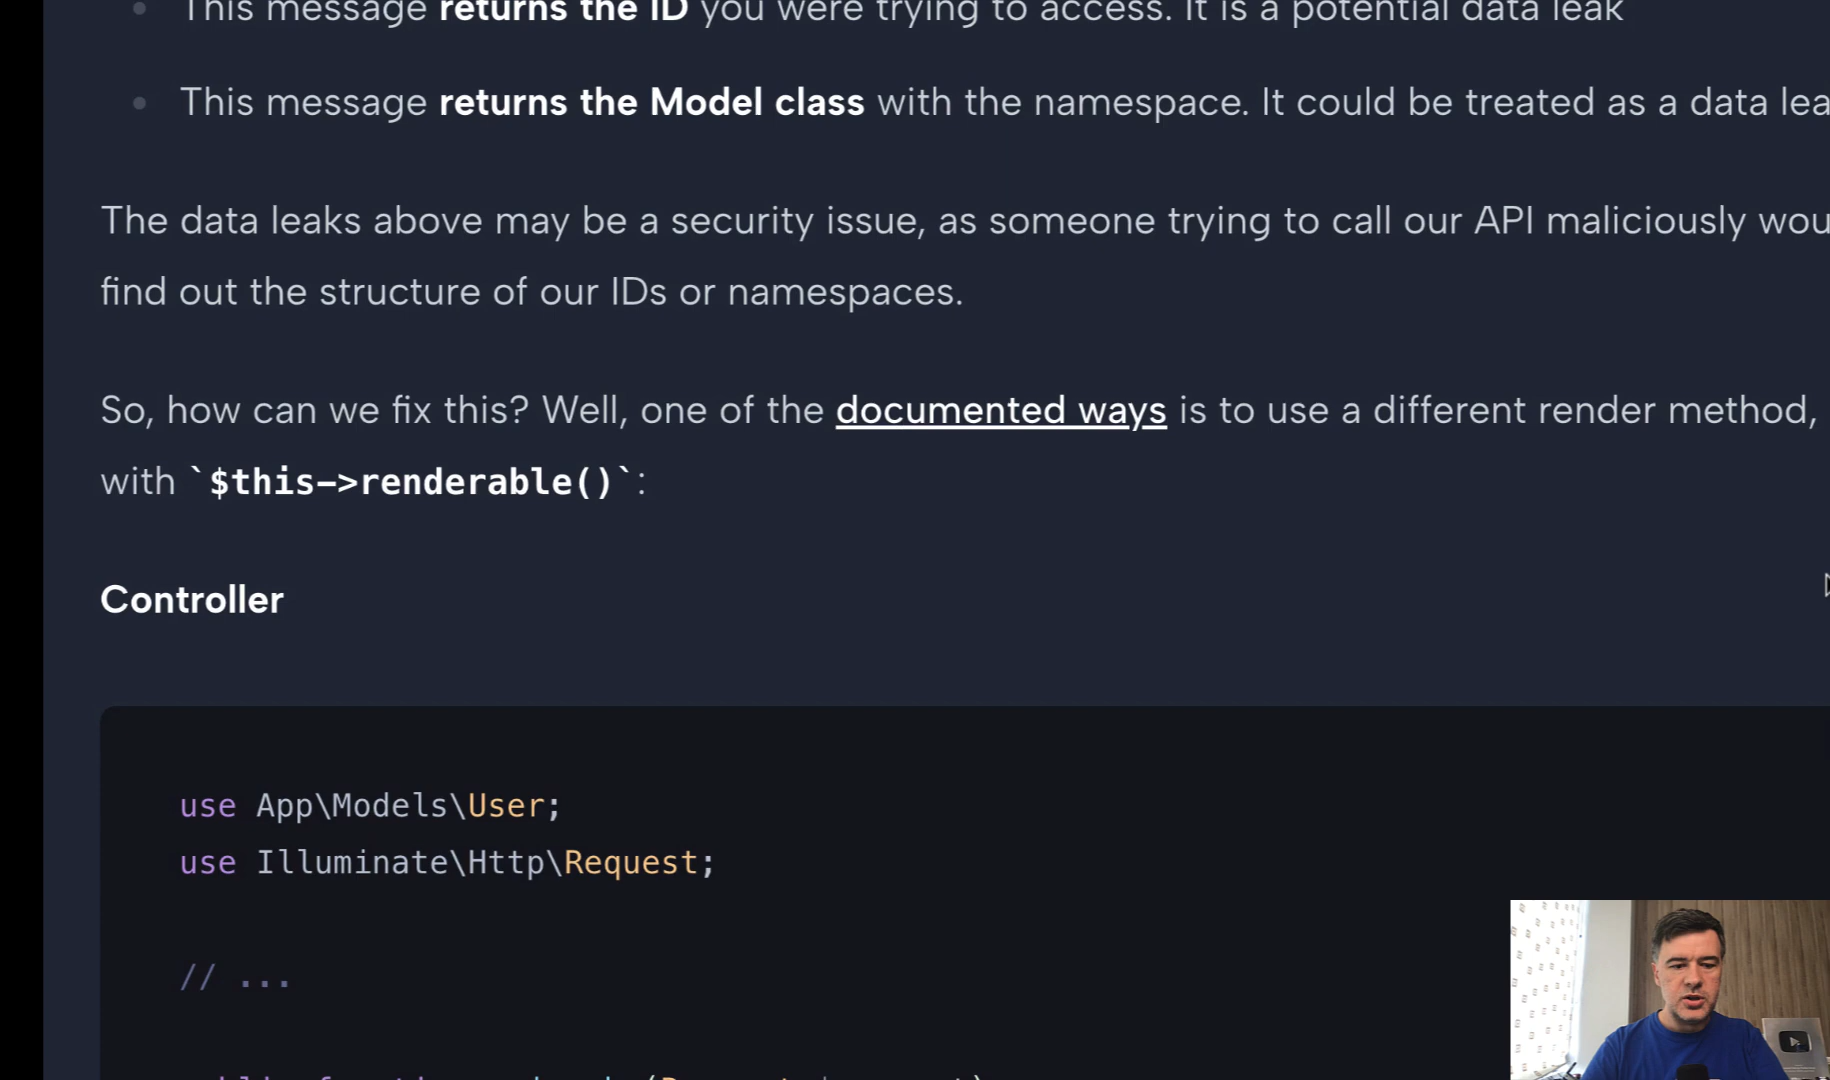 This message returns the ID you were trying to access. It is a potential data leak
This message returns the Model class with the namespace. It could be treated as a data lea
The data leaks above may be a security issue, as someone trying to call our API maliciously wou
find out the structure of our IDs or namespaces.
So, how can we fix this? Well, one of the documented ways is to use a different render method,
with `$this->renderable()`:
Controller
use App\Models\User;
use Illuminate\Http\Request;
// ...